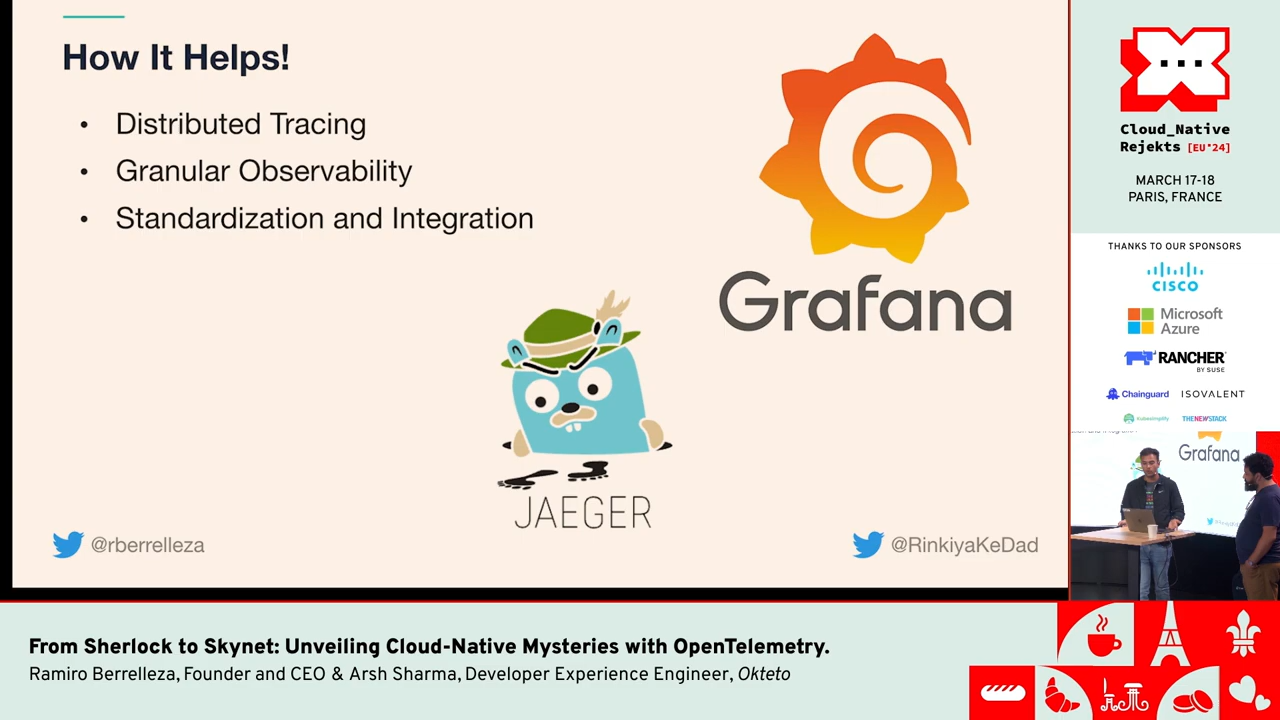 How It Helps!
• Distributed Tracing
• Granular Observability
• Standardization and Integration
Grafana
JAEGER
@rberrelleza
@RinkiyaKeDad
Cloud_Native
Rejekts [EU'24]
MARCH 17-18
PARIS, FRANCE
THANKS TO OUR SPONSORS
CISCO
Microsoft
Azure
RANCHER
BY SUSE
Chainguard
ISOVALENT
THENEWSTACK
Grafana
From Sherlock to Skynet: Unveiling Cloud-Native Mysteries with OpenTelemetry.
Ramiro Berrelleza, Founder and CEO & Arsh Sharma, Developer Experience Engineer, Okteto